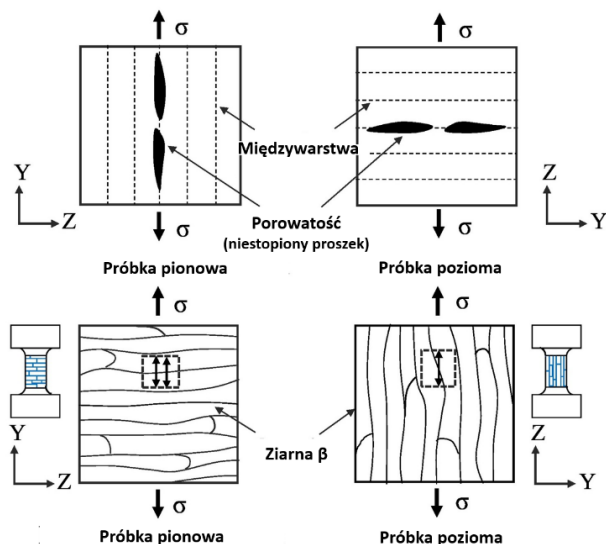 σ
σ
Międzywarstwa
Y
Z
Porowatość
(niestopiony proszek)
Z
Y
σ
σ
Próbka pionowa
Próbka pozioma
σ
σ
Y
Z
Ziarna β
Z
Y
σ
σ
Próbka pionowa
Próbka pozioma